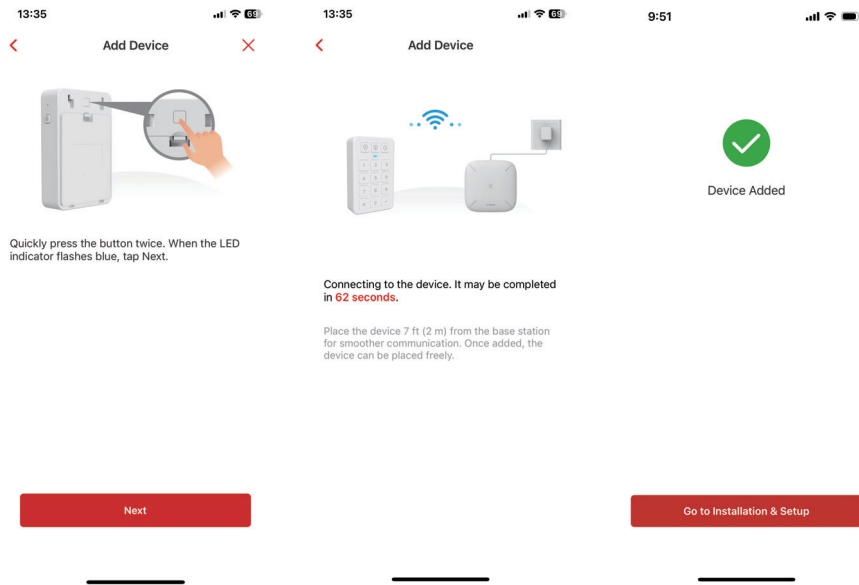 13:35
69
Add Device
Quickly press the button twice. When the LED
indicator flashes blue, tap Next.
Next
13:35
69
Add Device
Connecting to the device. It may be completed
in 62 seconds.
Place the device 7 ft (2 m) from the base station
for smoother communication. Once added, the
device can be placed freely.
9:51
Device Added
Go to Installation & Setup